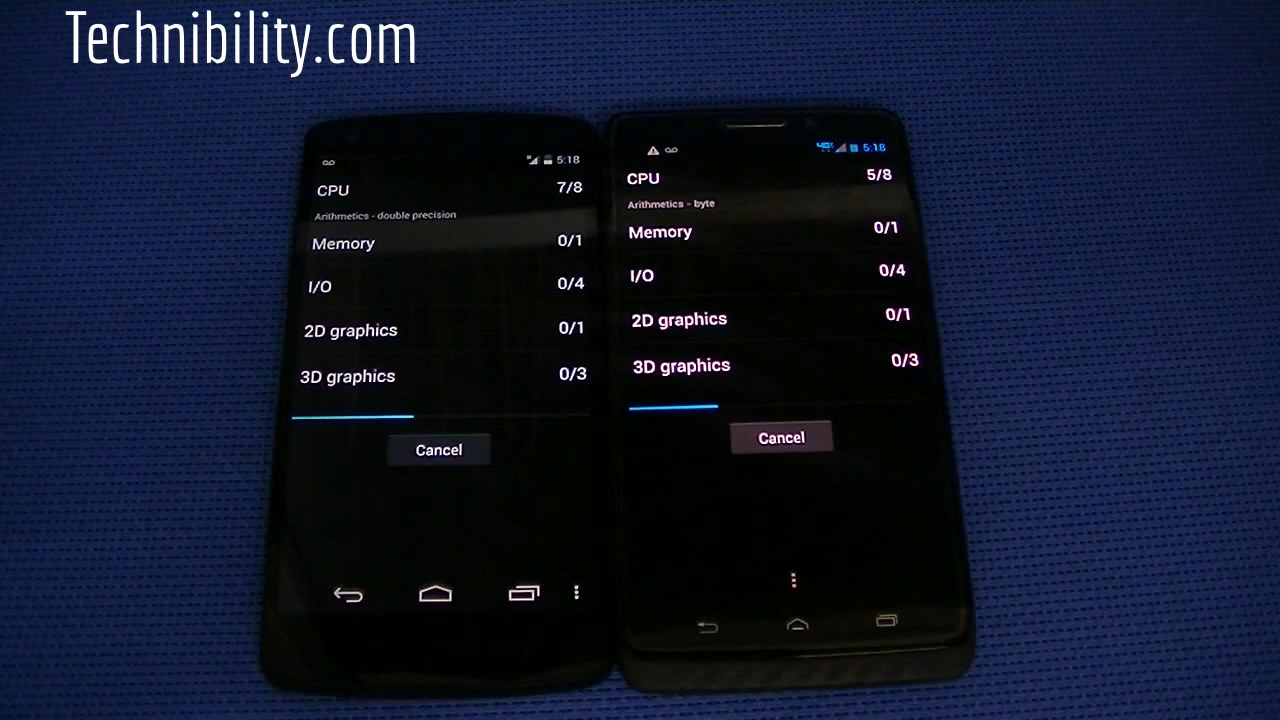 Technibility.com
5:18
CPU 7/8
Arithmetics - double precision
Memory 0/1
I/O 0/4
2D graphics 0/1
3D graphics 0/3
Cancel
4G 5:18
CPU 5/8
Arithmetics - byte
Memory 0/1
I/O 0/4
2D graphics 0/1
3D graphics 0/3
Cancel